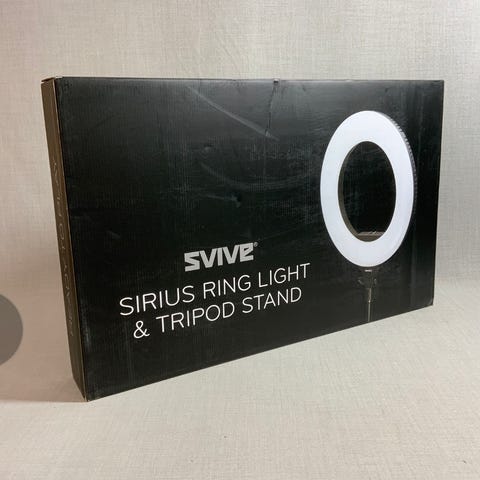 SVIVE®
SIRIUS RING LIGHT
& TRIPOD STAND